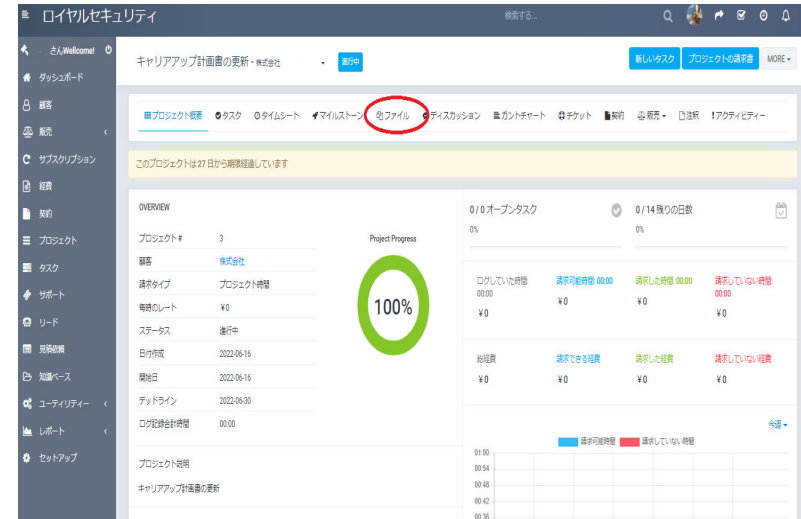 ロイヤルセキュリティ
検索する...
さんWellcome!
ダッシュボード
顧客
販売
サブスクリプション
経費
契約
プロジェクト
タスク
サポート
リード
見積依頼
知識ベース
ユーティリティー
レポート
セットアップ
キャリアアップ計画書の更新 - 株式会社
進行中
新しいタスク プロジェクトの請求書 MORE
プロジェクト概要 タスク タイムシート マイルストーン ファイル ディスカッション ガントチャート チケット 契約 販売 注釈 アクティビティー
このプロジェクトは 27 日から期限経過しています
OVERVIEW
プロジェクト # 3
顧客 株式会社
請求タイプ プロジェクト時間
毎時のレート ¥0
ステータス 進行中
日付作成 2022-06-16
開始日 2022-06-16
デッドライン 2022-06-30
ログ記録合計時間 00:00
Project Progress
100%
プロジェクト説明
キャリアアップ計画書の更新
0 / 0 オープンタスク
0%
0 / 14 残りの日数
0%
ログしていた時間: 00:00
¥0
請求可能時間: 00:00
¥0
請求した時間: 00:00
¥0
請求していない時間: 00:00
¥0
総経費
¥0
請求できる経費
¥0
請求した経費
¥0
請求していない経費
¥0
今週
請求可能時間 請求していない時間
01:00
00:54
00:48
00:42
00:36